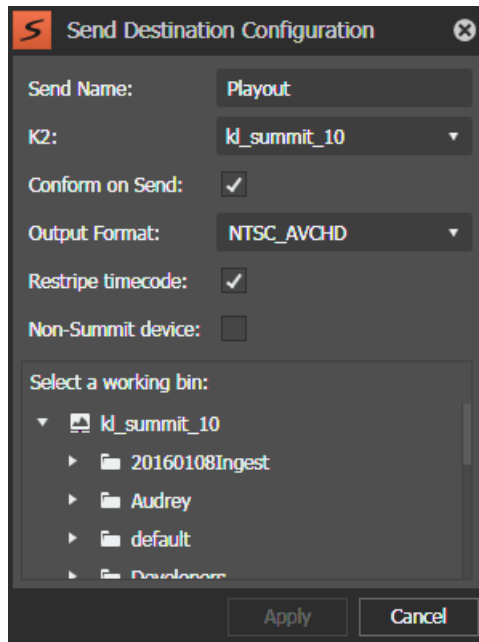 Send Destination Configuration
Send Name: Playout
K2: kl_summit_10
Conform on Send:
Output Format: NTSC_AVCHD
Restripe timecode:
Non-Summit device:
Select a working bin:
kl_summit_10
20160108Ingest
Audrey
default
Developers
Apply Cancel